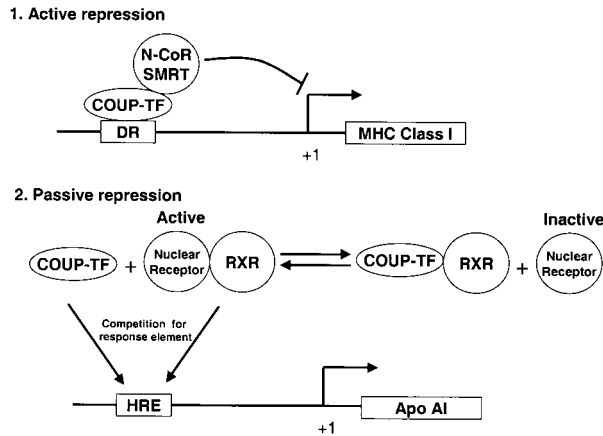 1. Active repression
N-CoR
SMRT
COUP-TF
DR
+1
MHC Class I
2. Passive repression
Active
Inactive
COUP-TF
+
Nuclear
Receptor
RXR
COUP-TF
RXR
+
Nuclear
Receptor
Competition for
response element
HRE
+1
Apo AI